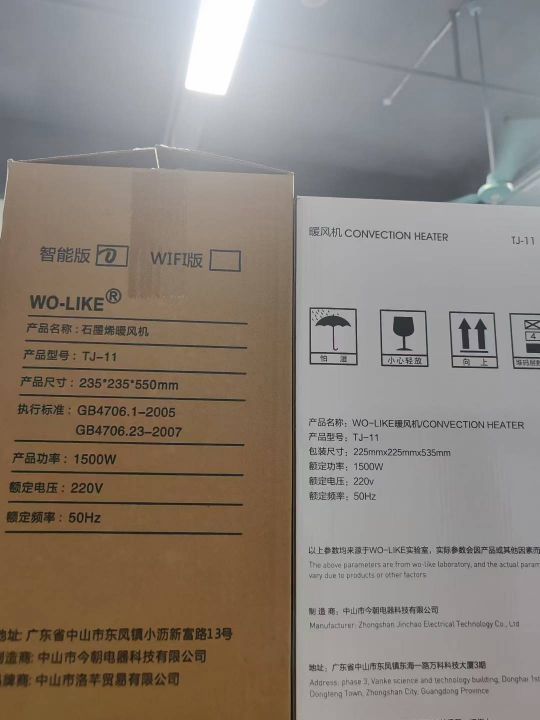 智能版 WIFI版
WO-LIKE®
产品名称:石墨烯暖风机
产品型号:TJ-11
产品尺寸:235*235*550mm
执行标准:GB4706.1-2005
GB4706.23-2007
产品功率:1500W
额定电压:220V
额定频率:50Hz
地址: 广东省中山市东凤镇小沥新富路13号
制造商: 中山市今朝电器科技有限公司
品牌商: 中山市洛芊贸易有限公司
暖风机 CONVECTION HEATER TJ-11
怕 湿 小心轻放 向 上 4
产品名称: WO-LIKE暖风机/CONVECTION HEATER
产品型号: TJ-11
包装尺寸: 225mmx225mmx535mm
额定功率: 1500W
额定电压: 220v
额定频率: 50Hz
以上参数均来源于WO-LIKE实验室, 实际参数会因产品或其他因素而
The above parameters are from wo-like laboratory, and the actual param
vary due to products or other factors
制 造 商: 中山市今朝电器科技有限公司
Manufacturer: Zhongshan Jinchao Electrical Technology Co., Ltd
地址: 广东省中山市东凤镇东海一路万科科技大厦3期
Address: phase 3, Vanke science and technology building, Donghai 1st
Dongfeng Town, Zhongshan City, Guangdong Province